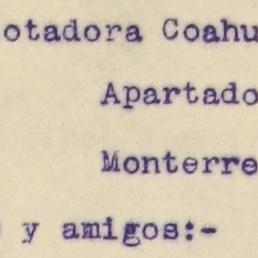 otadora Coahu
Apartado
Monterre
y amigos:-